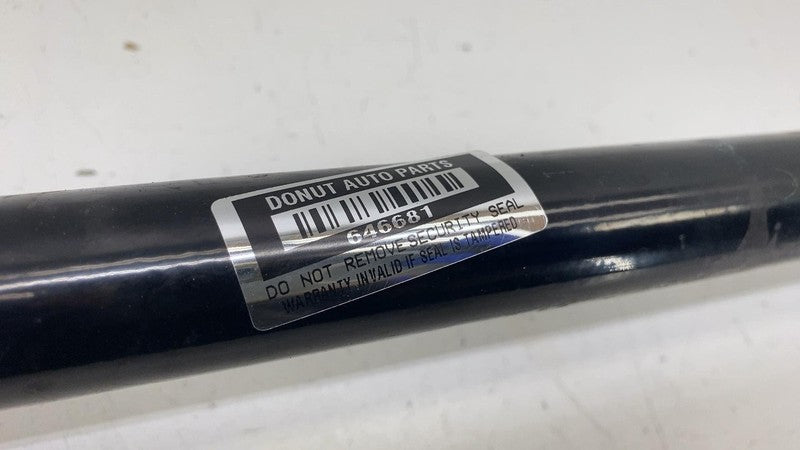 DONUT AUTO PARTS
646681
DO NOT REMOVE SECURITY SEAL
WARRANTY INVALID IF SEAL IS TAMPERED